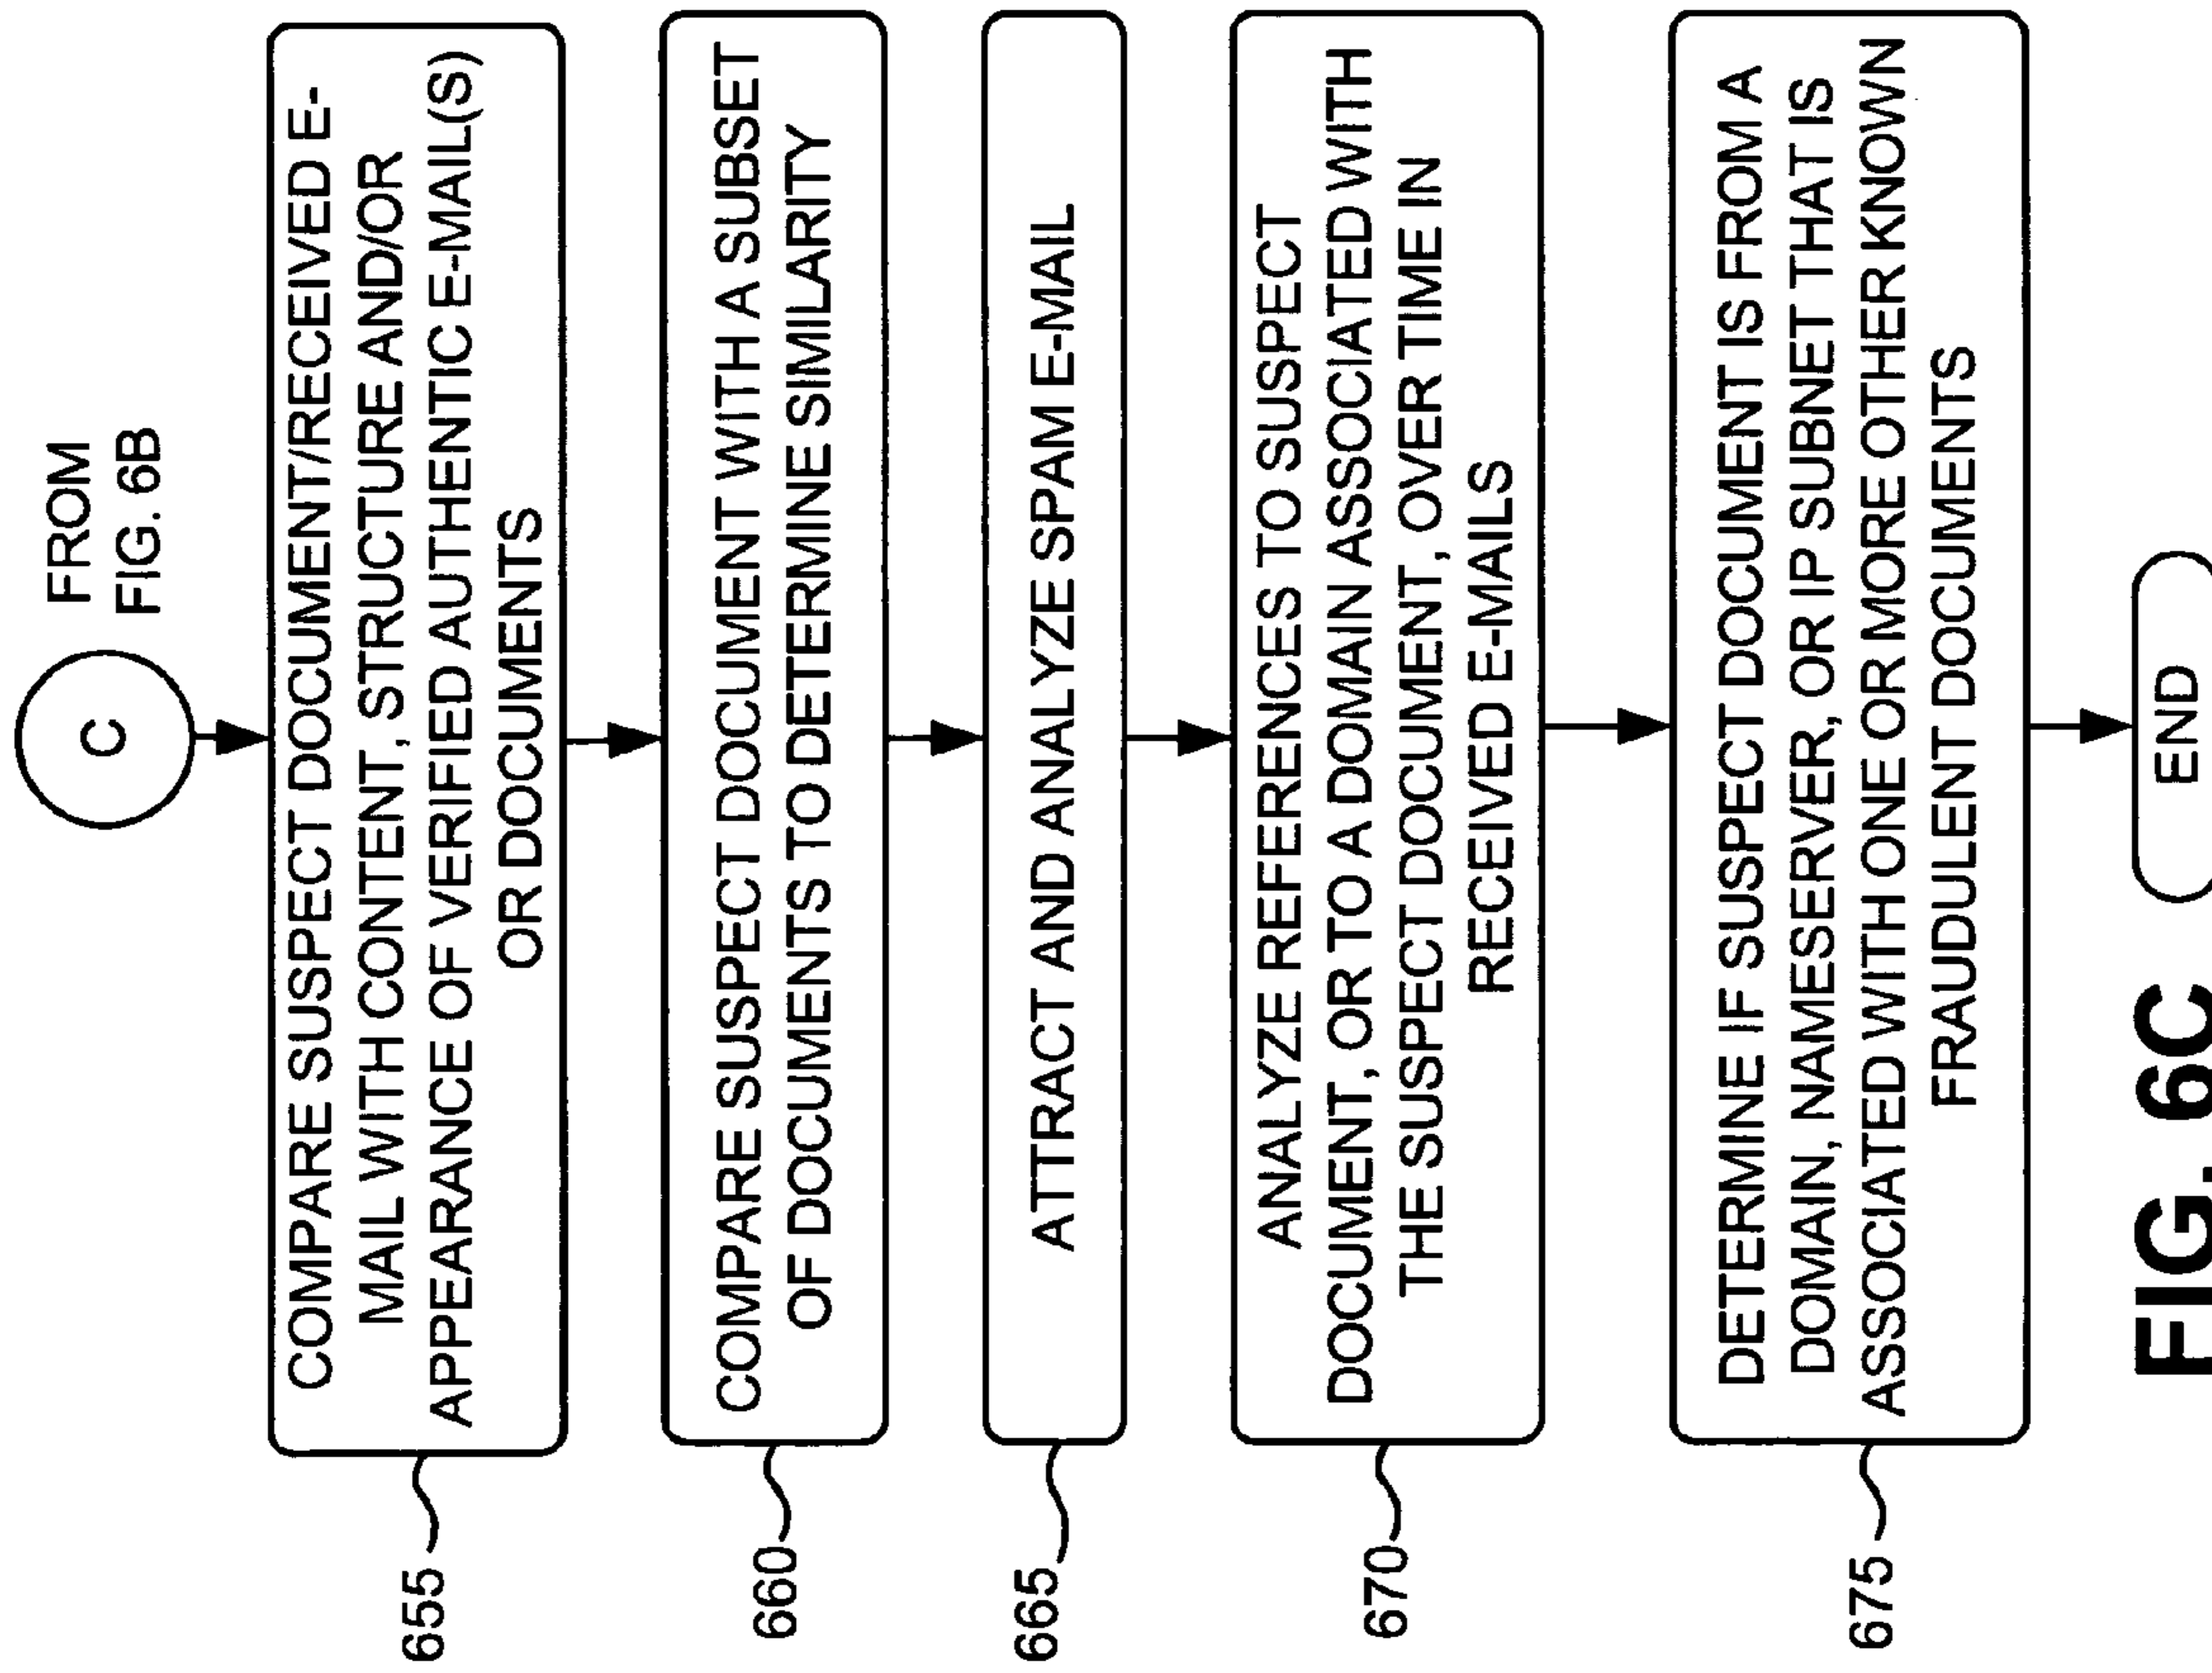 FROM
FIG. 6B
C
COMPARE SUSPECT DOCUMENT/RECEIVED E-
MAIL WITH CONTENT, STRUCTURE AND/OR
APPEARANCE OF VERIFIED AUTHENTIC E-MAIL(S)
OR DOCUMENTS
655
COMPARE SUSPECT DOCUMENT WITH A SUBSET
OF DOCUMENTS TO DETERMINE SIMILARITY
660
ATTRACT AND ANALYZE SPAM E-MAIL
665
ANALYZE REFERENCES TO SUSPECT
DOCUMENT, OR TO A DOMAIN ASSOCIATED WITH
THE SUSPECT DOCUMENT, OVER TIME IN
RECEIVED E-MAILS
670
DETERMINE IF SUSPECT DOCUMENT IS FROM A
DOMAIN, NAMESERVER, OR IP SUBNET THAT IS
ASSOCIATED WITH ONE OR MORE OTHER KNOWN
FRAUDULENT DOCUMENTS
675
END
FIG. 6C